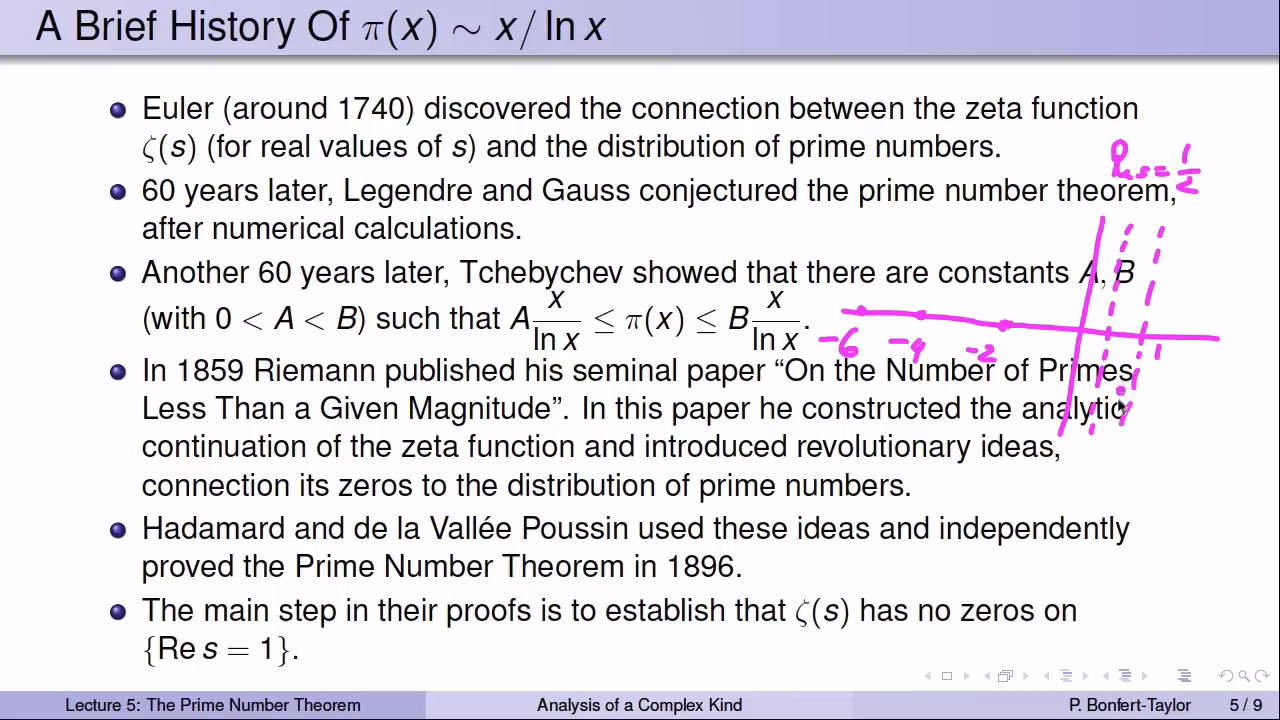 A Brief History Of π(x) ∼ x/ ln x
Euler (around 1740) discovered the connection between the zeta function
ζ(s) (for real values of s) and the distribution of prime numbers.
Re s = 1/2
60 years later, Legendre and Gauss conjectured the prime number theorem,
after numerical calculations.
Another 60 years later, Tchebychev showed that there are constants A, B
(with 0 < A < B) such that A x/ln x ≤ π(x) ≤ B x/ln x.
-6 -4 -2
In 1859 Riemann published his seminal paper “On the Number of Primes
Less Than a Given Magnitude”. In this paper he constructed the analytic
continuation of the zeta function and introduced revolutionary ideas,
connection its zeros to the distribution of prime numbers.
Hadamard and de la Vallée Poussin used these ideas and independently
proved the Prime Number Theorem in 1896.
The main step in their proofs is to establish that ζ(s) has no zeros on
{Re s = 1}.
Lecture 5: The Prime Number Theorem Analysis of a Complex Kind P. Bonfert-Taylor 5 / 9